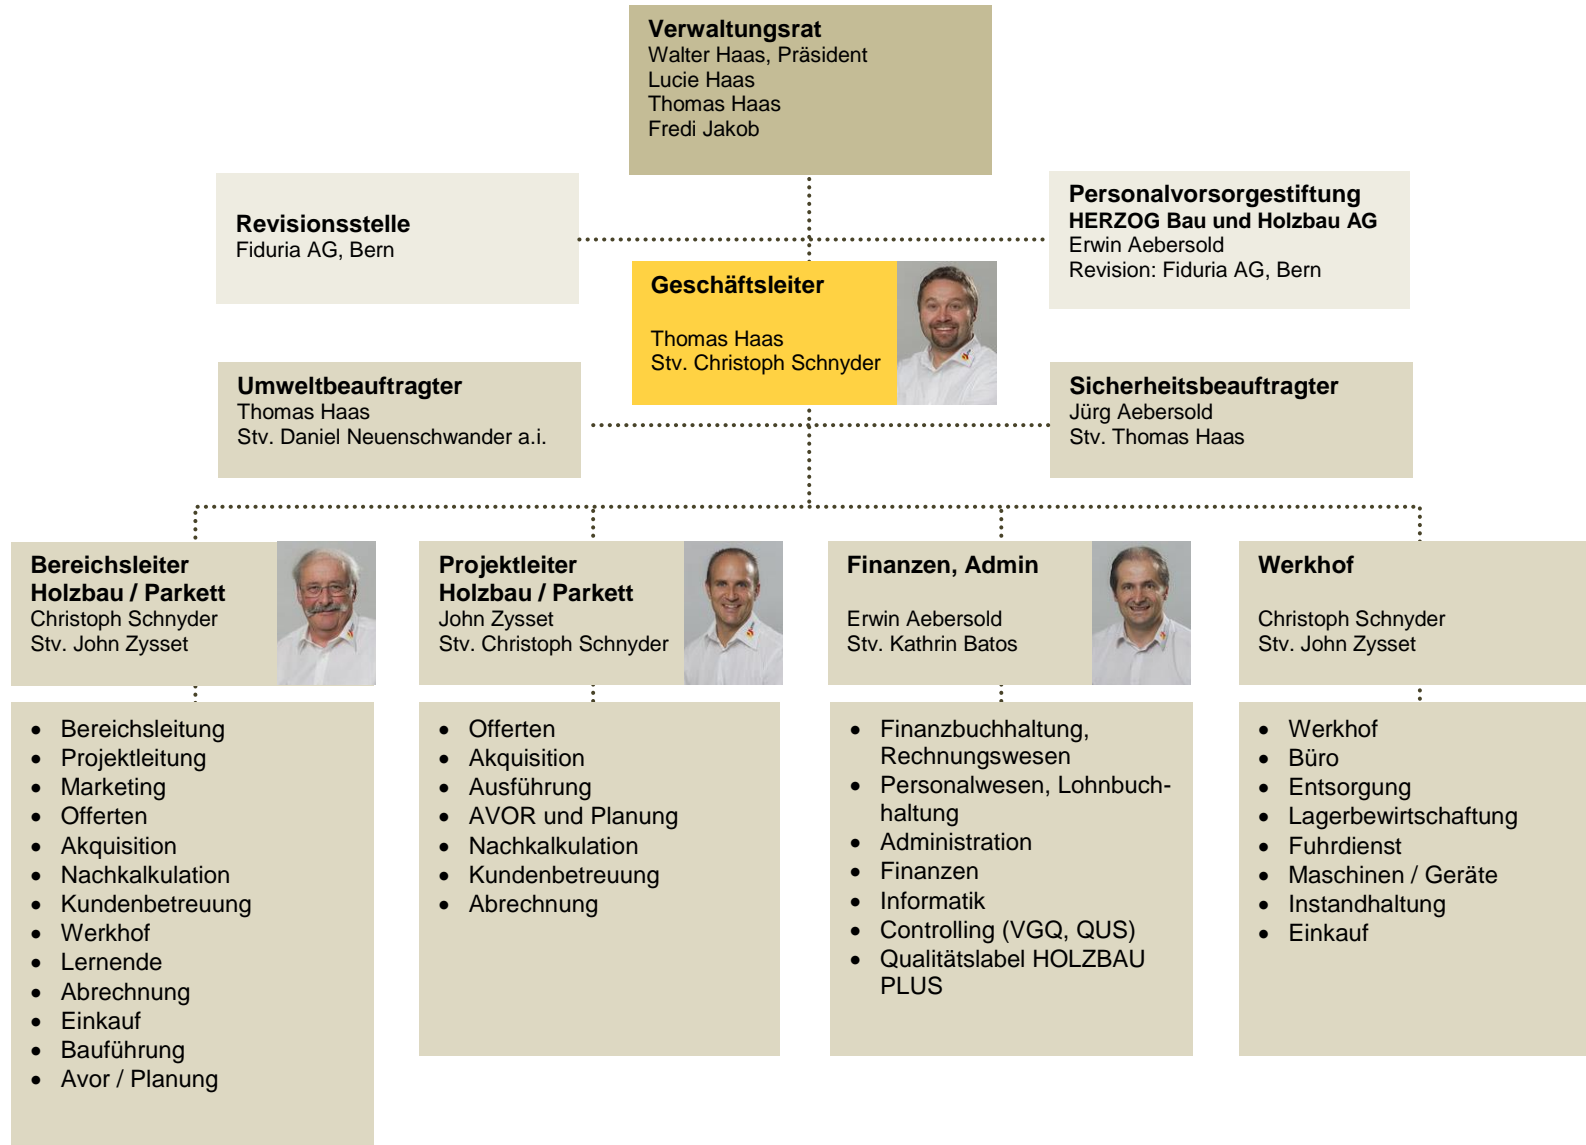 Verwaltungsrat
Walter Haas, Präsident
Lucie Haas
Thomas Haas
Fredi Jakob
Revisionsstelle
Fiduria AG, Bern
Personalvorsorgestiftung
HERZOG Bau und Holzbau AG
Erwin Aebersold
Revision: Fiduria AG, Bern
Geschäftsleiter
Thomas Haas
Stv. Christoph Schnyder
Umweltbeauftragter
Thomas Haas
Stv. Daniel Neuenschwander a.i.
Sicherheitsbeauftragter
Jürg Aebersold
Stv. Thomas Haas
Bereichsleiter
Holzbau / Parkett
Christoph Schnyder
Stv. John Zysset
Projektleiter
Holzbau / Parkett
John Zysset
Stv. Christoph Schnyder
Finanzen, Admin
Erwin Aebersold
Stv. Kathrin Batos
Werkhof
Christoph Schnyder
Stv. John Zysset
• Bereichsleitung
• Projektleitung
• Marketing
• Offerten
• Akquisition
• Nachkalkulation
• Kundenbetreuung
• Werkhof
• Lernende
• Abrechnung
• Einkauf
• Bauführung
• Avor / Planung
• Offerten
• Akquisition
• Ausführung
• AVOR und Planung
• Nachkalkulation
• Kundenbetreuung
• Abrechnung
• Finanzbuchhaltung,
Rechnungswesen
• Personalwesen, Lohnbuch-
haltung
• Administration
• Finanzen
• Informatik
• Controlling (VGQ, QUS)
• Qualitätslabel HOLZBAU
PLUS
• Werkhof
• Büro
• Entsorgung
• Lagerbewirtschaftung
• Fuhrdienst
• Maschinen / Geräte
• Instandhaltung
• Einkauf